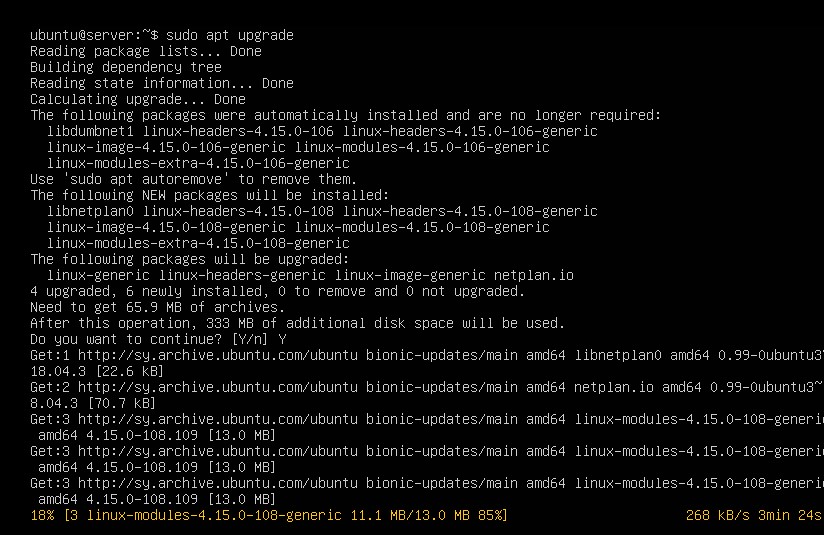 ubuntu@server:~$ sudo apt upgrade
Reading package lists... Done
Building dependency tree
Reading state information... Done
Calculating upgrade... Done
The following packages were automatically installed and are no longer required:
  libdumbnet1 linux-headers-4.15.0-106 linux-headers-4.15.0-106-generic
  linux-image-4.15.0-106-generic linux-modules-4.15.0-106-generic
  linux-modules-extra-4.15.0-106-generic
Use 'sudo apt autoremove' to remove them.
The following NEW packages will be installed:
  libnetplan0 linux-headers-4.15.0-108 linux-headers-4.15.0-108-generic
  linux-image-4.15.0-108-generic linux-modules-4.15.0-108-generic
  linux-modules-extra-4.15.0-108-generic
The following packages will be upgraded:
  linux-generic linux-headers-generic linux-image-generic netplan.io
4 upgraded, 6 newly installed, 0 to remove and 0 not upgraded.
Need to get 65.9 MB of archives.
After this operation, 333 MB of additional disk space will be used.
Do you want to continue? [Y/n] Y
Get:1 http://sy.archive.ubuntu.com/ubuntu bionic-updates/main amd64 libnetplan0 amd64 0.99-0ubuntu3~
18.04.3 [22.6 kB]
Get:2 http://sy.archive.ubuntu.com/ubuntu bionic-updates/main amd64 netplan.io amd64 0.99-0ubuntu3~
8.04.3 [70.7 kB]
Get:3 http://sy.archive.ubuntu.com/ubuntu bionic-updates/main amd64 linux-modules-4.15.0-108-generic
 amd64 4.15.0-108.109 [13.0 MB]
Get:3 http://sy.archive.ubuntu.com/ubuntu bionic-updates/main amd64 linux-modules-4.15.0-108-generic
 amd64 4.15.0-108.109 [13.0 MB]
Get:3 http://sy.archive.ubuntu.com/ubuntu bionic-updates/main amd64 linux-modules-4.15.0-108-generic
 amd64 4.15.0-108.109 [13.0 MB]
18% [3 linux-modules-4.15.0-108-generic 11.1 MB/13.0 MB 85%] 268 kB/s 3min 24s